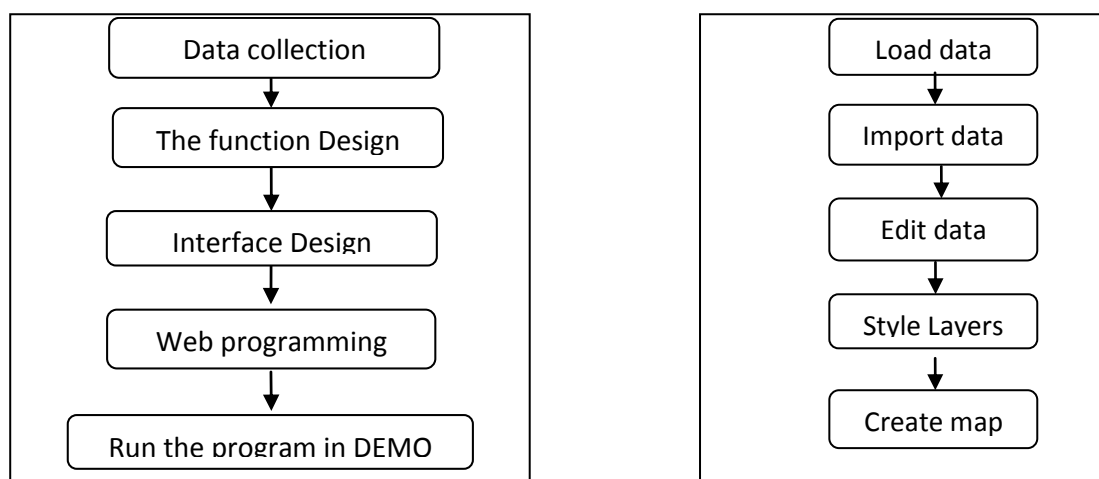 Data collection
The function Design
Interface Design
Web programming
Run the program in DEMO
Load data
Import data
Edit data
Style Layers
Create map